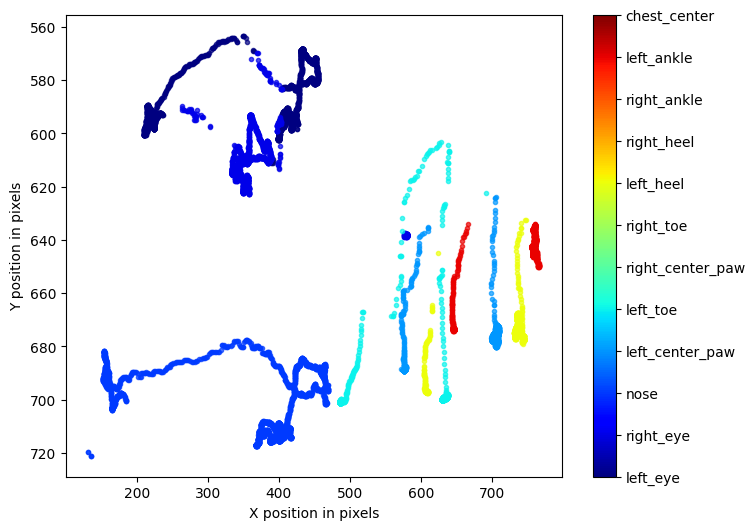 560
580
600
620
640
660
680
700
720
Y position in pixels
200
300
400
500
600
700
X position in pixels
chest_center
left_ankle
right_ankle
right_heel
left_heel
right_toe
right_center_paw
left_toe
left_center_paw
nose
right_eye
left_eye